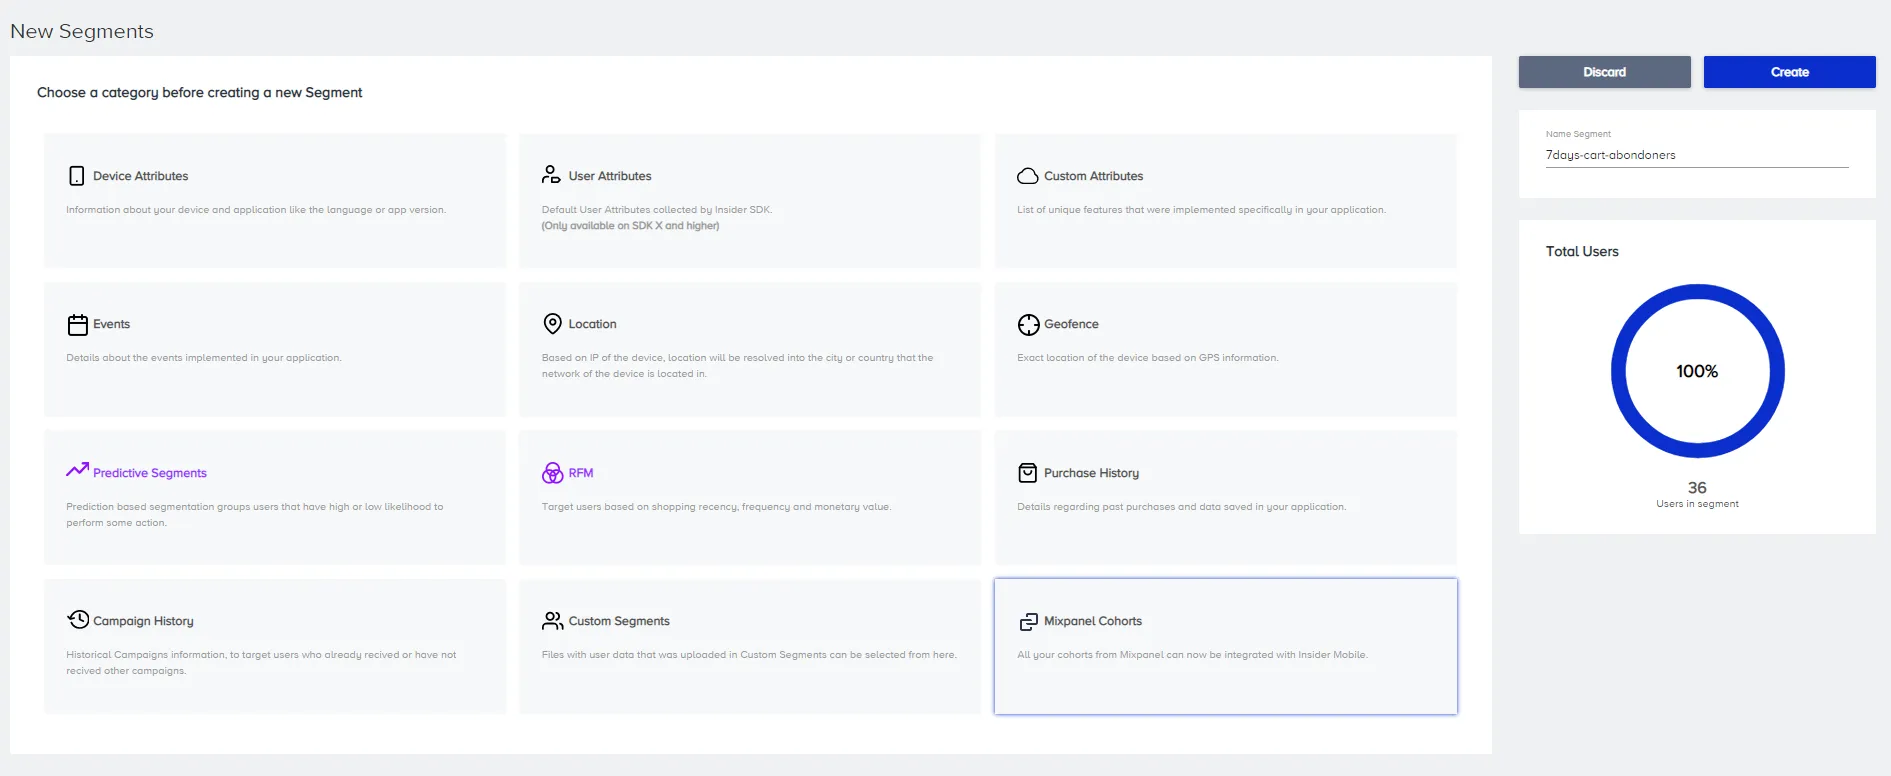 New Segments
Discard
Create
Choose a category before creating a new Segment
Name Segment
7days-cart-abondoners
Device Attributes
Information about your device and application like the language or app version.
User Attributes
Default User Attributes collected by Insider SDK.
(Only available on SDK X and higher)
Custom Attributes
List of unique features that were implemented specifically in your application.
Total Users
100%
36
Users in segment
Events
Details about the events implemented in your application.
Location
Based on IP of the device, location will be resolved into the city or country that the
network of the device is located in.
Geofence
Exact location of the device based on GPS information.
Predictive Segments
Prediction based segmentation groups users that have high or low likelihood to
perform some action.
RFM
Target users based on shopping recency, frequency and monetary value.
Purchase History
Details regarding past purchases and data saved in your application.
Campaign History
Historical Campaigns information, to target users who already recived or have not
recived other campaigns.
Custom Segments
Files with user data that was uploaded in Custom Segments can be selected from here.
Mixpanel Cohorts
All your cohorts from Mixpanel can now be integrated with Insider Mobile.